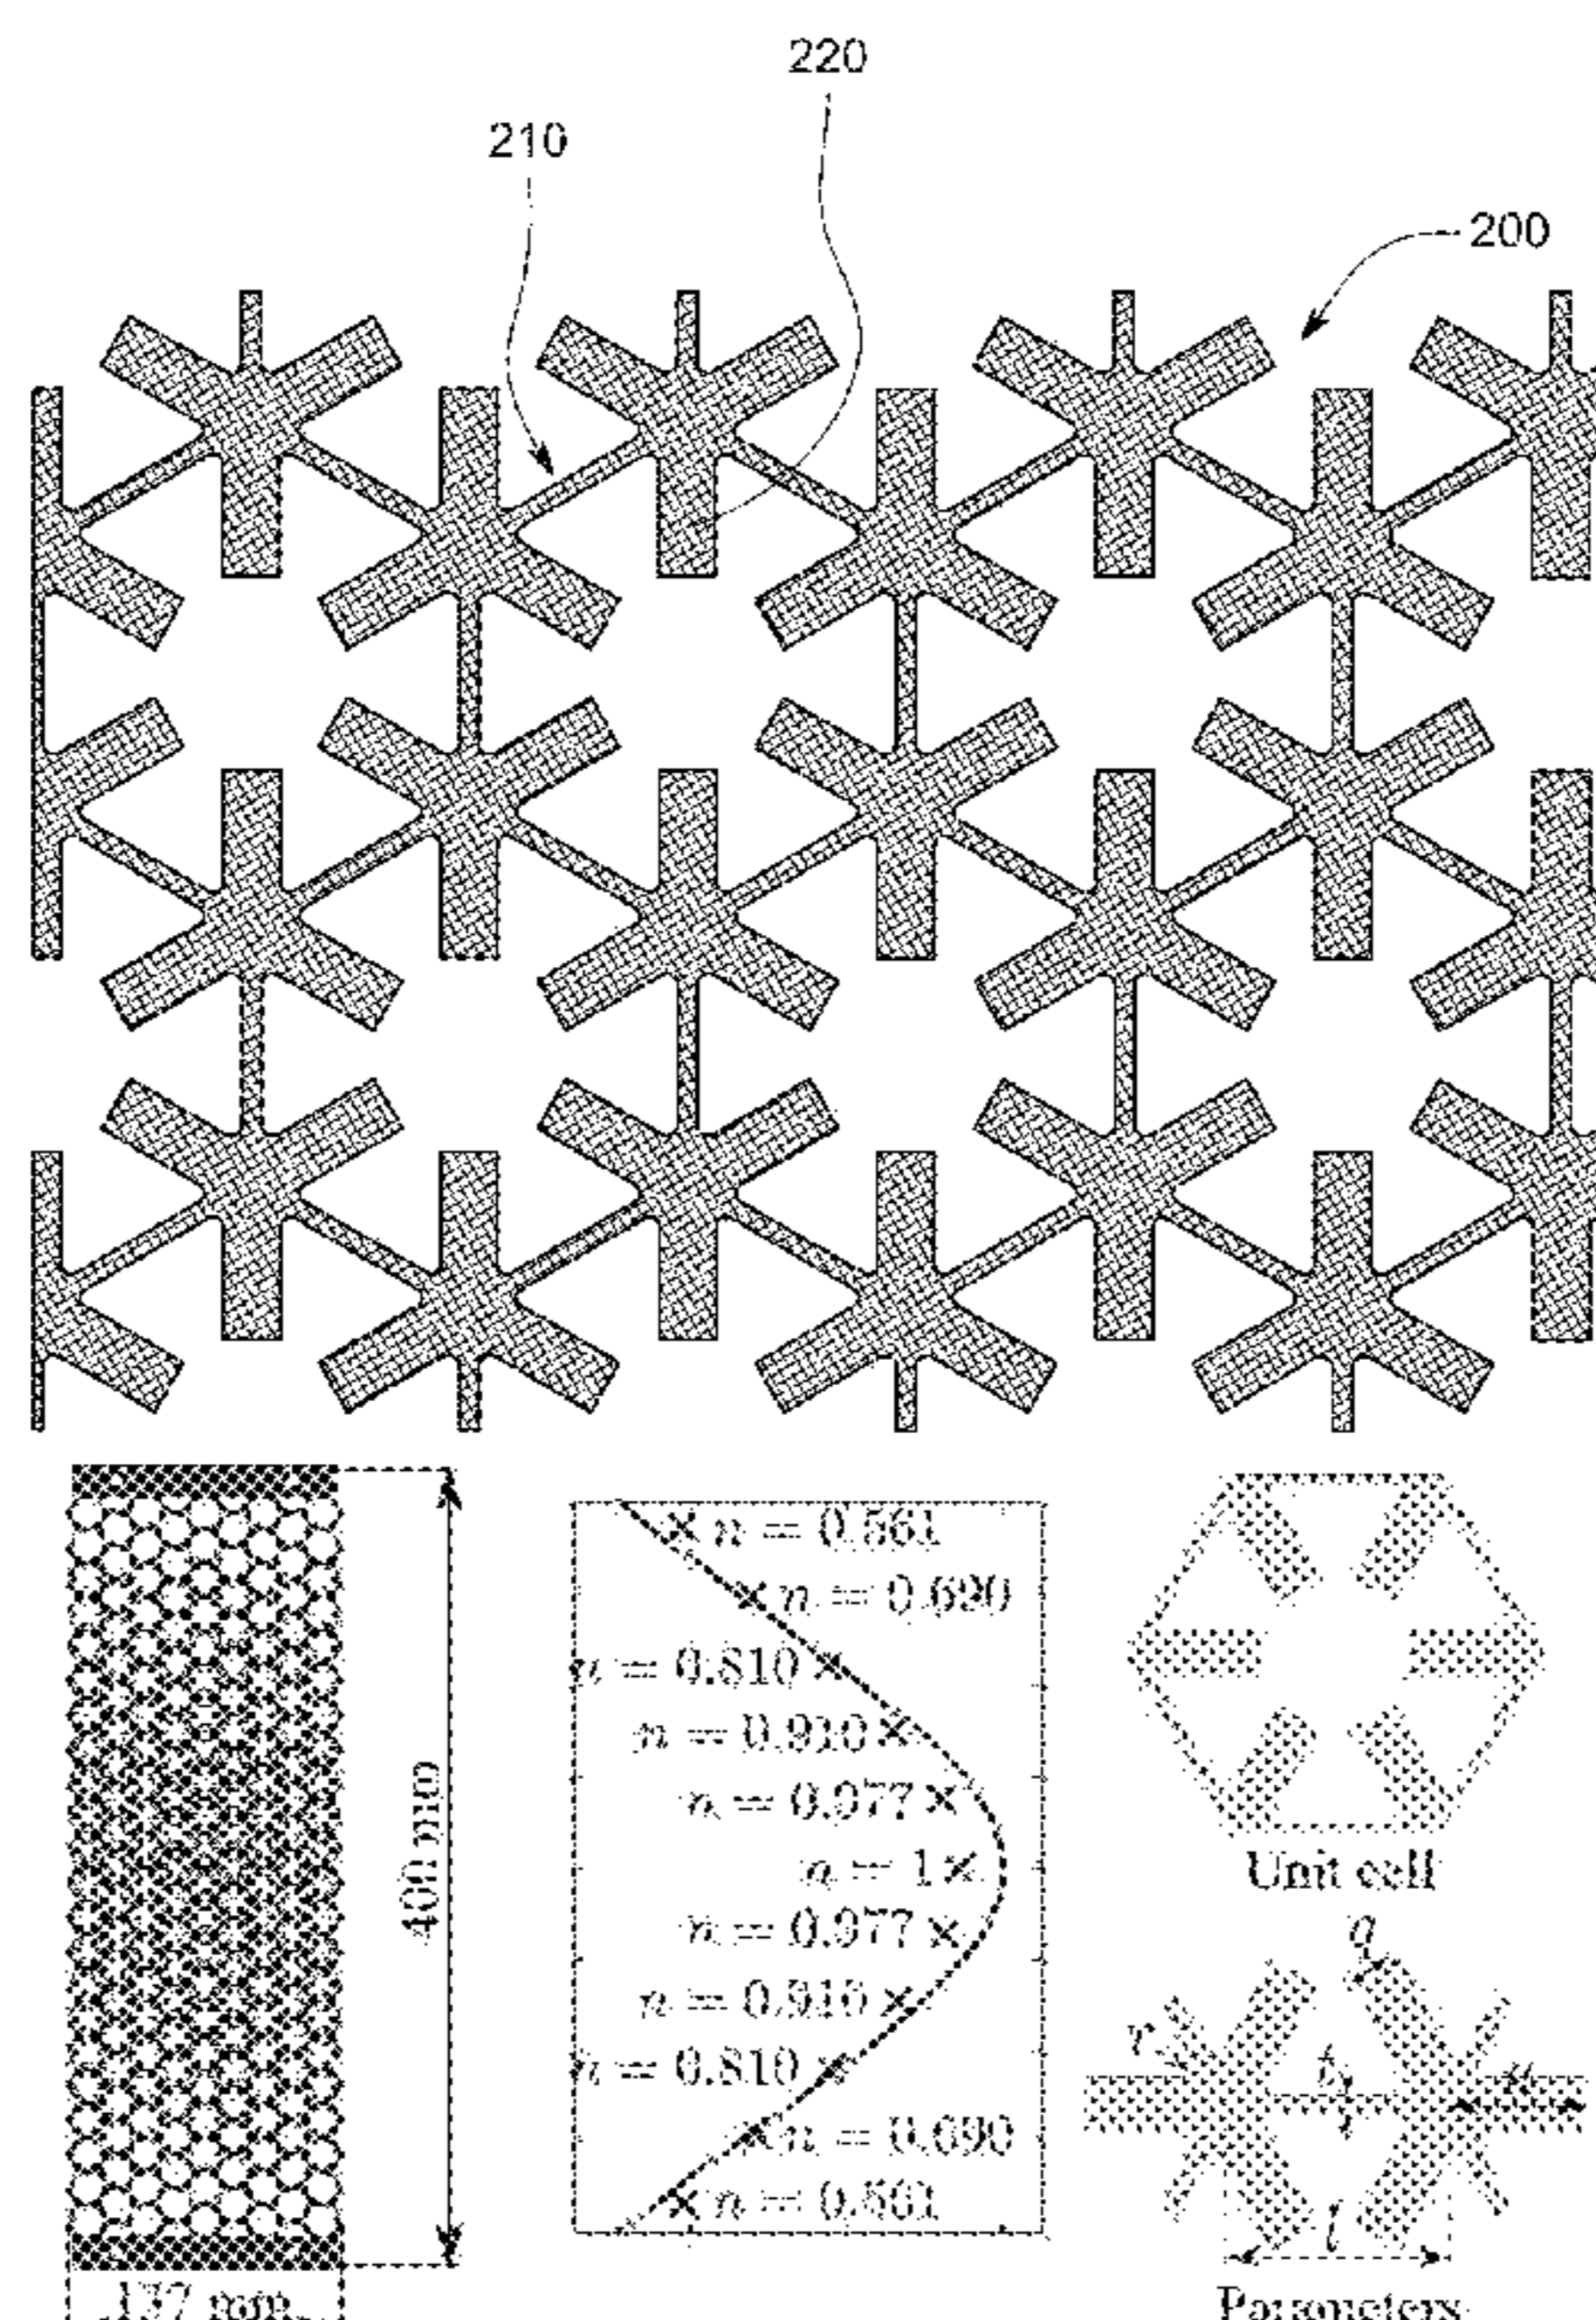 220
210
200
n = 0.561
n = 0.690
n = 0.810
n = 0.910
n = 0.977
n = 1
n = 0.977
n = 0.910
n = 0.810
n = 0.690
n = 0.561
400 mm
137 mm
Unit cell
q
r
t
l
Parameters